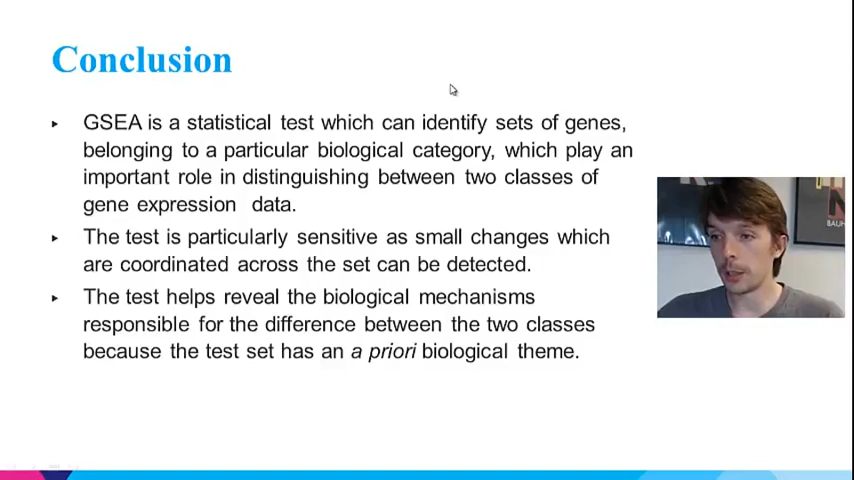 Conclusion
GSEA is a statistical test which can identify sets of genes,
belonging to a particular biological category, which play an
important role in distinguishing between two classes of
gene expression data.
The test is particularly sensitive as small changes which
are coordinated across the set can be detected.
The test helps reveal the biological mechanisms
responsible for the difference between the two classes
because the test set has an a priori biological theme.
BAUH